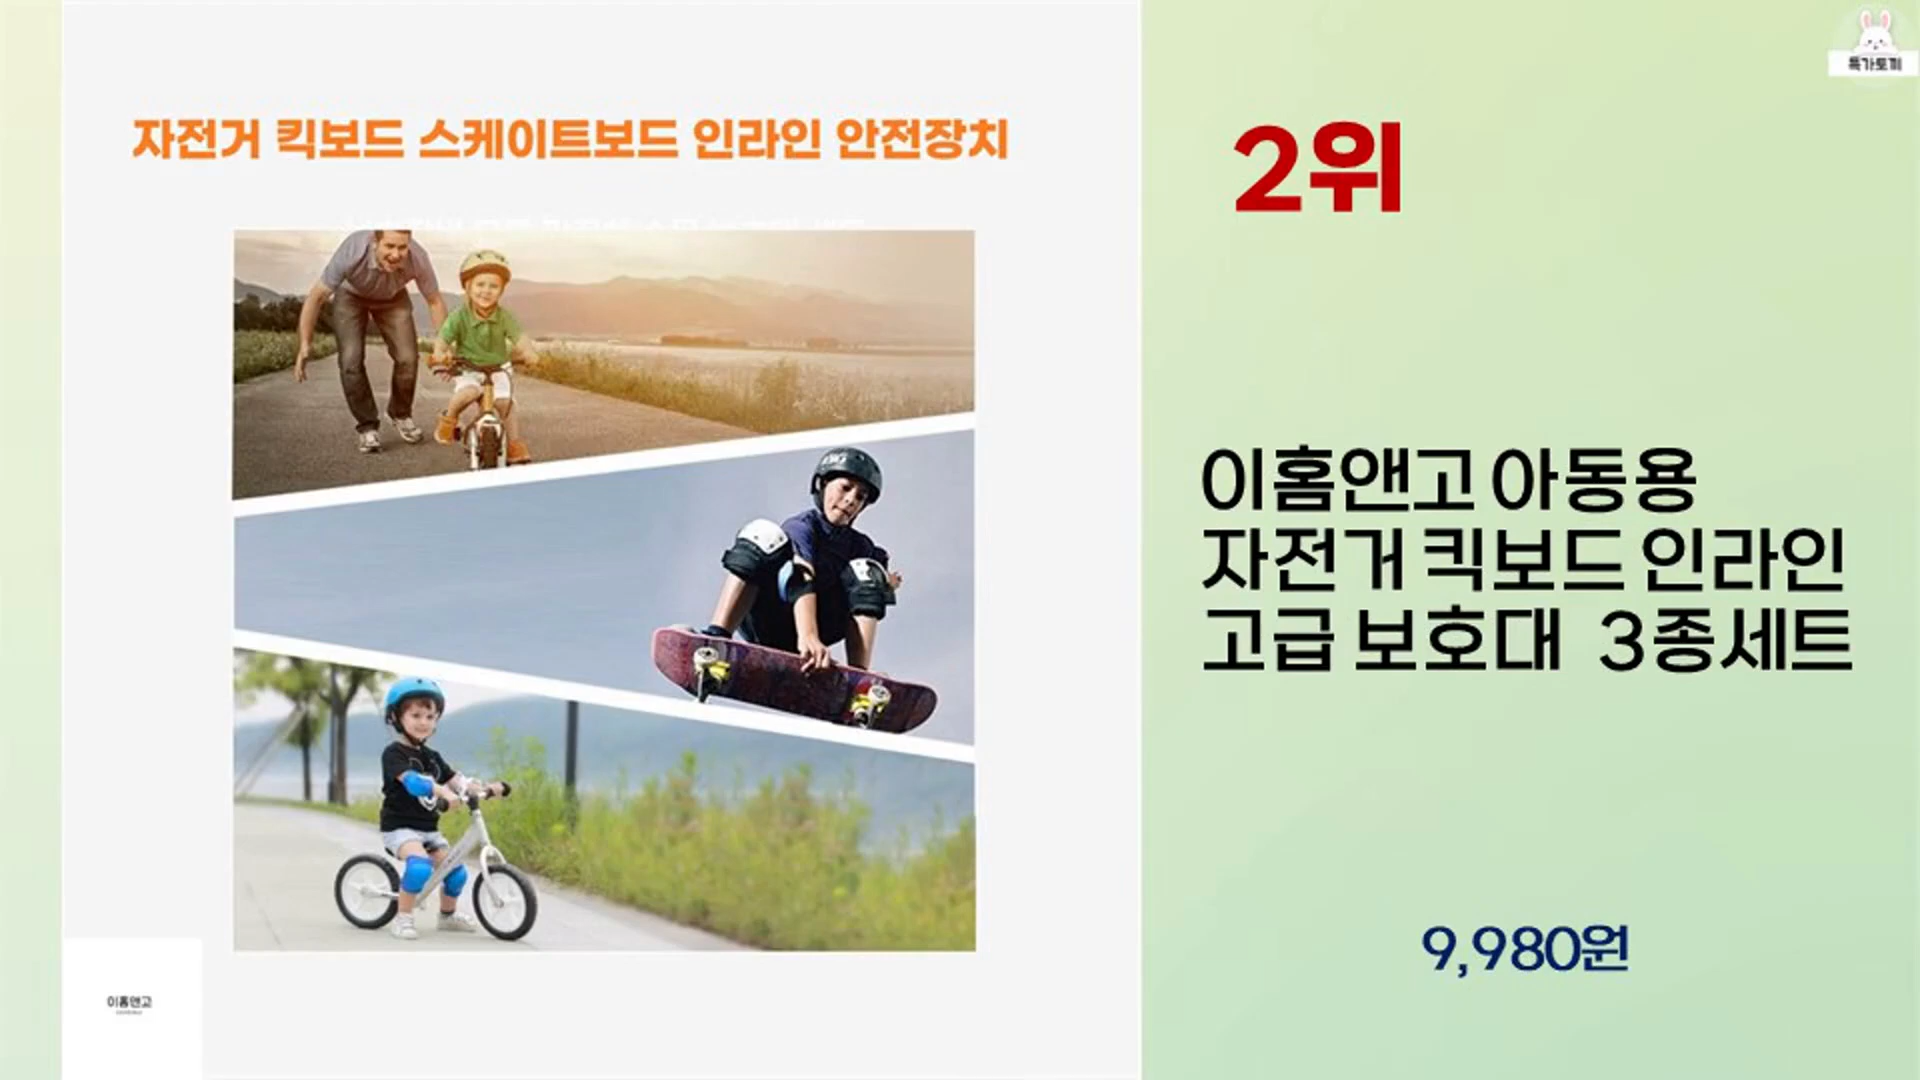 자전거 킥보드 스케이트보드 인라인 안전장치
특가토끼
2위
이홈앤고 아동용
자전거 킥보드 인라인
고급 보호대 3종세트
9,980원
이홈앤고